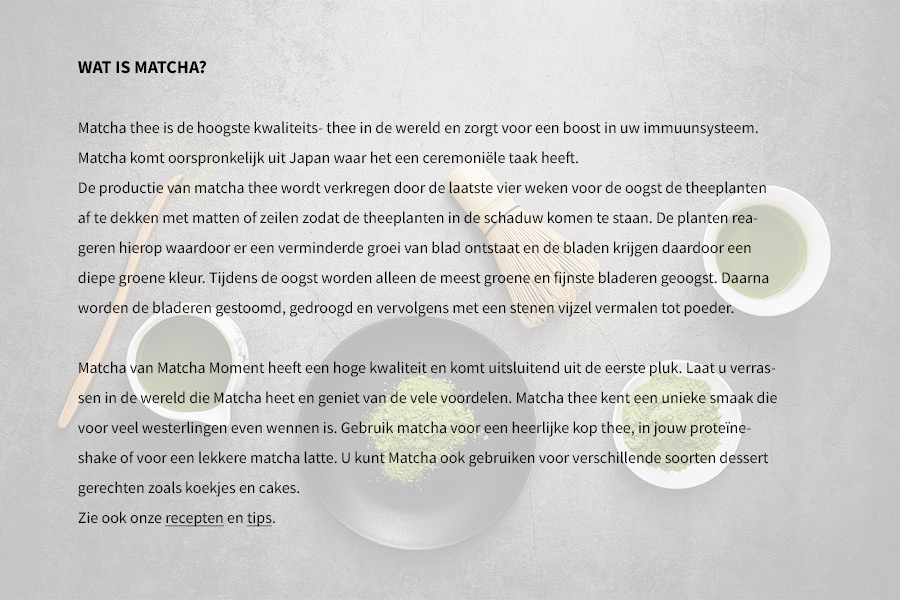 WAT IS MATCHA?
Matcha thee is de hoogste kwaliteits- thee in de wereld en zorgt voor een boost in uw immuunsysteem.
Matcha komt oorspronkelijk uit Japan waar het een ceremoniële taak heeft.
De productie van matcha thee wordt verkregen door de laatste vier weken voor de oogst de theeplanten
af te dekken met matten of zeilen zodat de theeplanten in de schaduw komen te staan. De planten rea-
geren hierop waardoor er een verminderde groei van blad ontstaat en de bladen krijgen daardoor een
diepe groene kleur. Tijdens de oogst worden alleen de meest groene en fijnste bladeren geoogst. Daarna
worden de bladeren gestoomd, gedroogd en vervolgens met een stenen vijzel vermalen tot poeder.
Matcha van Matcha Moment heeft een hoge kwaliteit en komt uitsluitend uit de eerste pluk. Laat u verras-
sen in de wereld die Matcha heet en geniet van de vele voordelen. Matcha thee kent een unieke smaak die
voor veel westerlingen even wennen is. Gebruik matcha voor een heerlijke kop thee, in jouw proteïne-
shake of voor een lekkere matcha latte. U kunt Matcha ook gebruiken voor verschillende soorten dessert
gerechten zoals koekjes en cakes.
Zie ook onze recepten en tips.